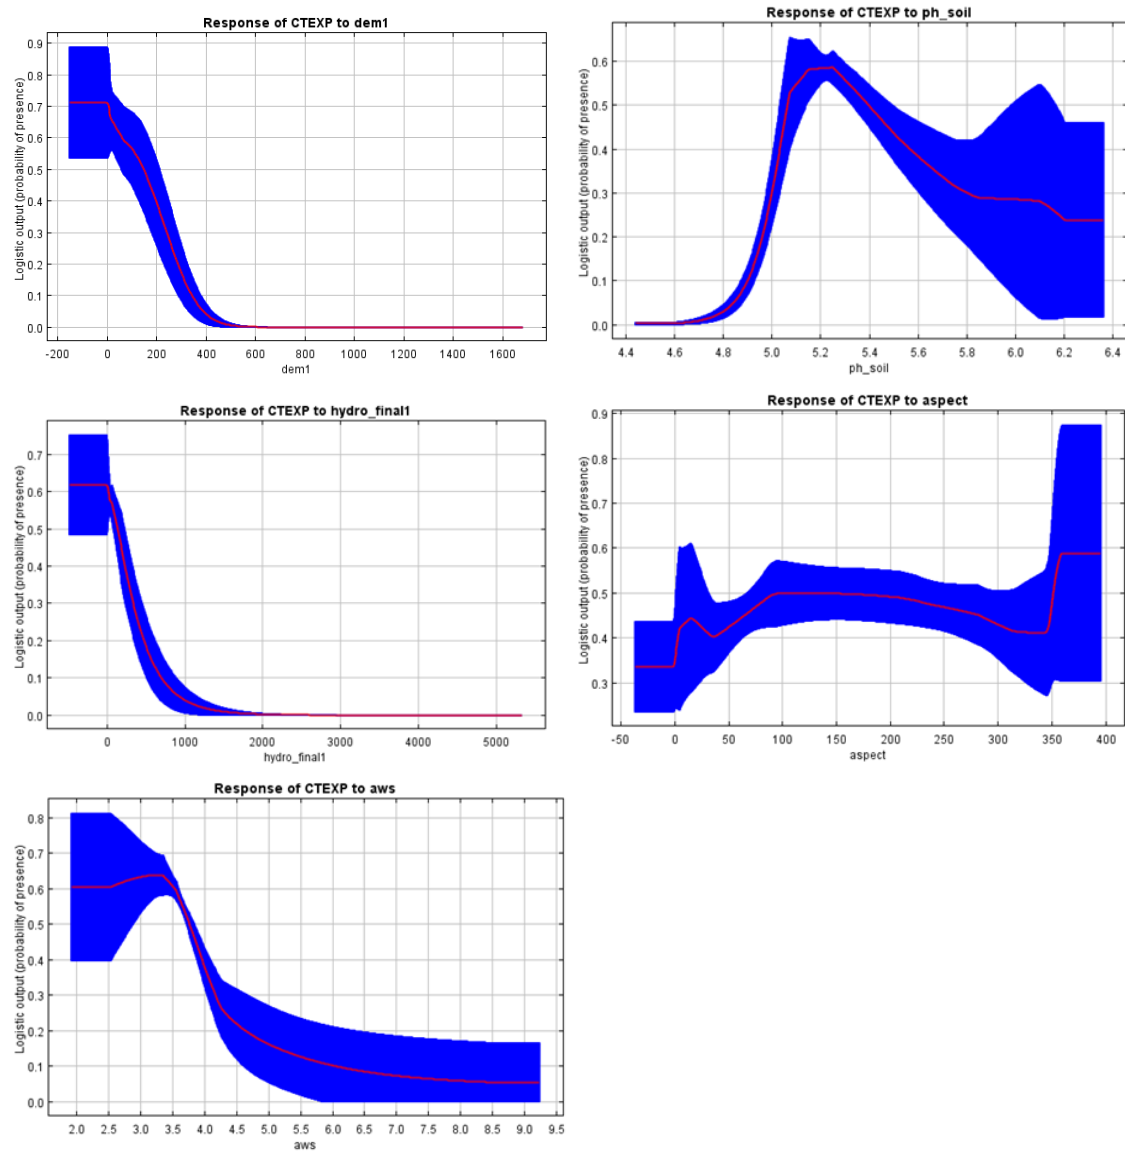 Response of CTEXP to dem1
Logistic output (probability of presence)
0.9
0.8
0.7
0.6
0.5
0.4
0.3
0.2
0.1
0.0
-200 0 200 400 600 800 1000 1200 1400 1600
dem1
Response of CTEXP to ph_soil
Logistic output (probability of presence)
0.6
0.5
0.4
0.3
0.2
0.1
0.0
4.4 4.6 4.8 5.0 5.2 5.4 5.6 5.8 6.0 6.2 6.4
ph_soil
Response of CTEXP to hydro_final1
Logistic output (probability of presence)
0.7
0.6
0.5
0.4
0.3
0.2
0.1
0.0
0 1000 2000 3000 4000 5000
hydro_final1
Response of CTEXP to aspect
Logistic output (probability of presence)
0.9
0.8
0.7
0.6
0.5
0.4
0.3
-50 0 50 100 150 200 250 300 350 400
aspect
Response of CTEXP to aws
Logistic output (probability of presence)
0.8
0.7
0.6
0.5
0.4
0.3
0.2
0.1
0.0
2.0 2.5 3.0 3.5 4.0 4.5 5.0 5.5 6.0 6.5 7.0 7.5 8.0 8.5 9.0 9.5
aws